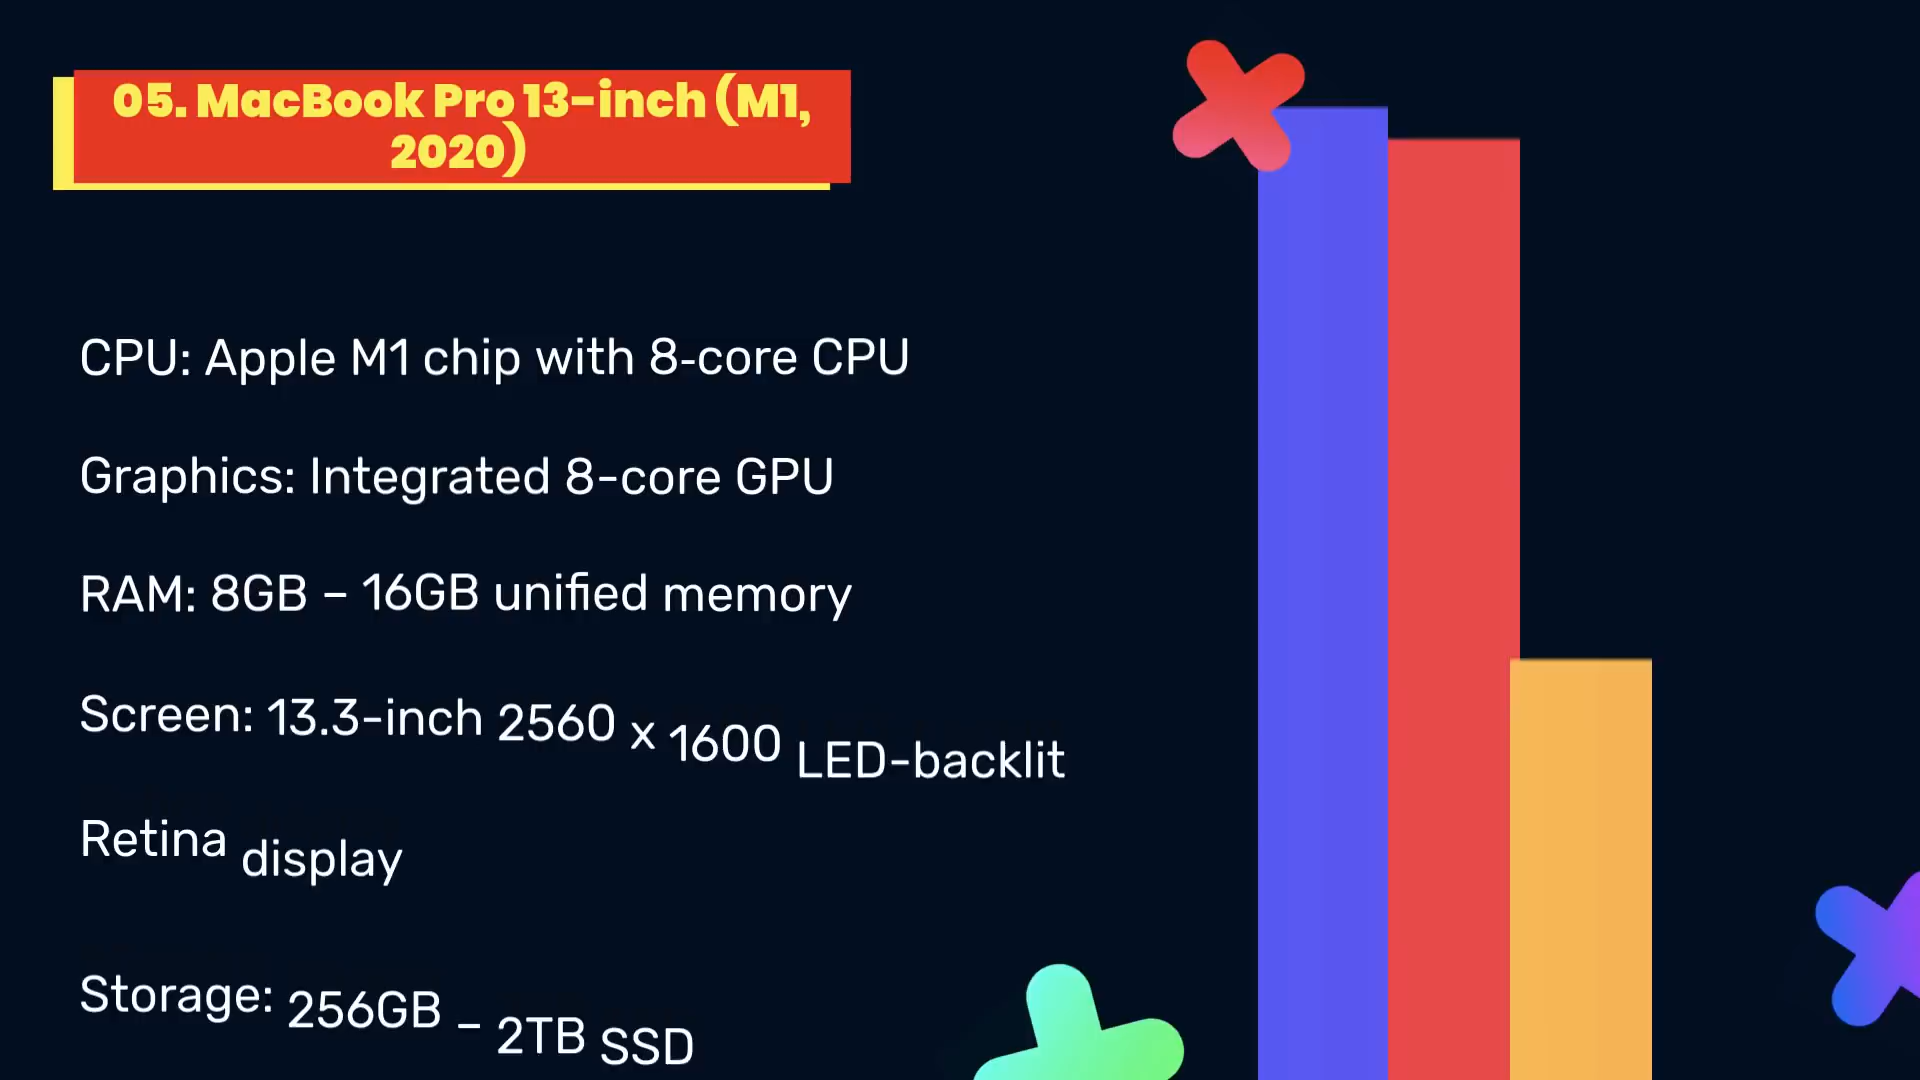 05. MacBook Pro 13-inch (M1,
2020)
CPU: Apple M1 chip with 8-core CPU
Graphics: Integrated 8-core GPU
RAM: 8GB – 16GB unified memory
Screen: 13.3-inch 2560 x 1600 LED-backlit
Retina display
Storage: 256GB – 2TB SSD